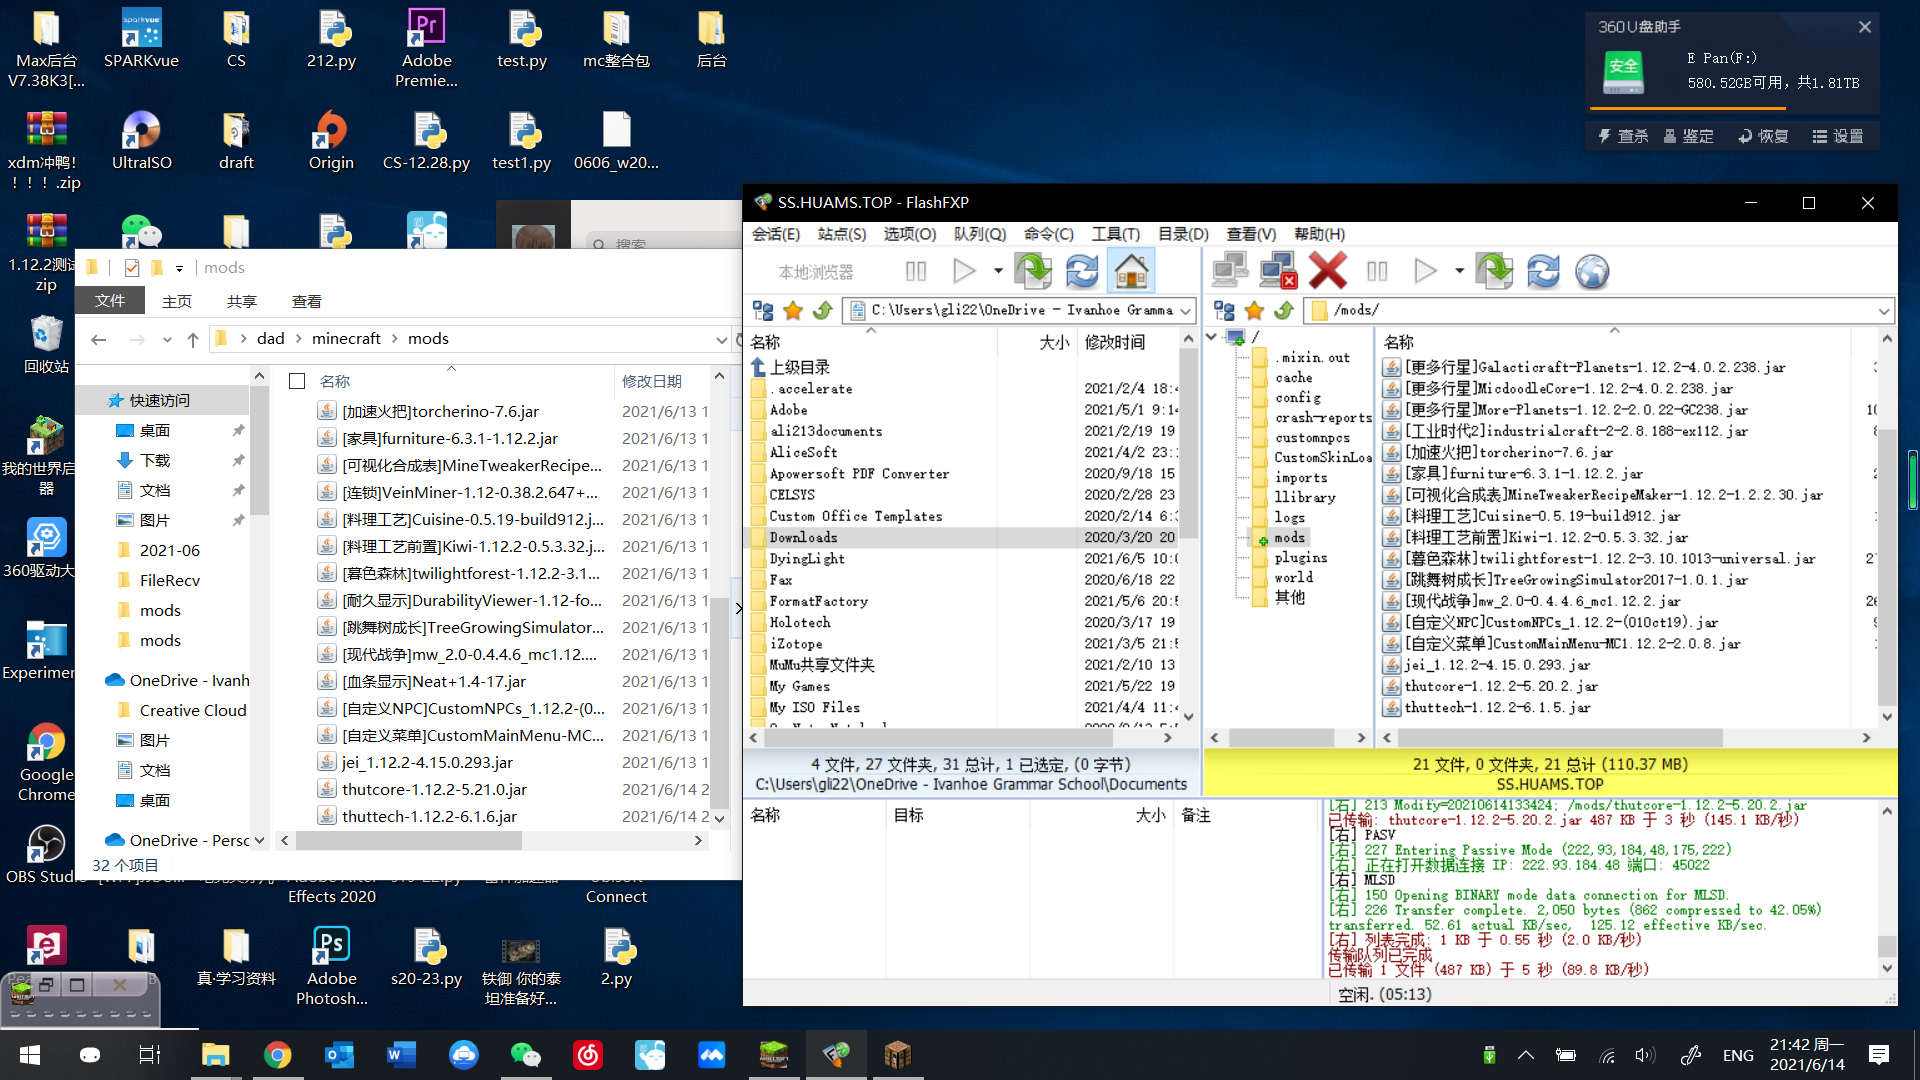 Max后台
V7.38K3[...
SPARKvue
CS
212.py
Adobe
Premie...
test.py
mc整合包
后台
xdm冲鸭!
！！！.zip
UltraISO
draft
Origin
CS-12.28.py
test1.py
0606_w20...
1.12.2测试
zip
回收站
我的世界启
器
360驱动大
Experimer
Google
Chrome
OBS Studi
Effects 2020
Connect
真·学习资料
Adobe
Photosh...
s20-23.py
铁御 你的泰
坦准备好...
2.py
360U盘助手
安全
E Pan(F:)
580.52GB可用，共1.81TB
查杀
鉴定
恢复
设置
搜索
mods
文件
主页
共享
查看
dad
minecraft
mods
快速访问
桌面
下载
文档
图片
2021-06
FileRecv
mods
mods
OneDrive - Ivanh
Creative Cloud
图片
文档
桌面
OneDrive - Persc
32 个项目
名称
修改日期
[加速火把]torcherino-7.6.jar
2021/6/13 1
[家具]furniture-6.3.1-1.12.2.jar
2021/6/13 1
[可视化合成表]MineTweakerRecipe...
2021/6/13 1
[连锁]VeinMiner-1.12-0.38.2.647+...
2021/6/13 1
[料理工艺]Cuisine-0.5.19-build912.j...
2021/6/13 1
[料理工艺前置]Kiwi-1.12.2-0.5.3.32.j...
2021/6/13 1
[暮色森林]twilightforest-1.12.2-3.1...
2021/6/13 1
[耐久显示]DurabilityViewer-1.12-fo...
2021/6/13 1
[跳舞树成长]TreeGrowingSimulator...
2021/6/13 1
[现代战争]mw_2.0-0.4.4.6_mc1.12....
2021/6/13 1
[血条显示]Neat+1.4-17.jar
2021/6/13 1
[自定义NPC]CustomNPCs_1.12.2-(0...
2021/6/13 1
[自定义菜单]CustomMainMenu-MC...
2021/6/13 1
jei_1.12.2-4.15.0.293.jar
2021/6/13 1
thutcore-1.12.2-5.21.0.jar
2021/6/14 2
thuttech-1.12.2-6.1.6.jar
2021/6/14 2
SS.HUAMS.TOP - FlashFXP
会话(E)
站点(S)
选项(O)
队列(Q)
命令(C)
工具(T)
目录(D)
查看(V)
帮助(H)
本地浏览器
C:\Users\gli22\OneDrive - Ivanhoe Gramma
/mods/
名称
大小
修改时间
上级目录
.accelerate
2021/2/4 18:4
Adobe
2021/5/1 9:14
ali213documents
2021/2/19 19
AliceSoft
2021/4/2 23:
Apowersoft PDF Converter
2020/9/18 15
CELSYS
2020/2/28 23
Custom Office Templates
2020/2/14 6:
Downloads
2020/3/20 20
DyingLight
2021/6/5 10:0
Fax
2020/6/18 22
FormatFactory
2021/5/6 20:5
Holotech
2020/3/17 19
iZotope
2021/3/5 21:5
MuMu共享文件夹
2021/2/10 13
My Games
2021/5/22 19
My ISO Files
2021/4/4 11:4
/
.mixin.out
cache
config
crash-reports
customnpcs
CustomSkinLoa
imports
llibrary
logs
mods
plugins
world
其他
名称
[更多行星]Galacticraft-Planets-1.12.2-4.0.2.238.jar
[更多行星]MicdoodleCore-1.12.2-4.0.2.238.jar
[更多行星]More-Planets-1.12.2-2.0.22-GC238.jar
[工业时代2]industrialcraft-2-2.8.188-ex112.jar
[加速火把]torcherino-7.6.jar
[家具]furniture-6.3.1-1.12.2.jar
[可视化合成表]MineTweakerRecipeMaker-1.12.2-1.2.2.30.jar
[料理工艺]Cuisine-0.5.19-build912.jar
[料理工艺前置]Kiwi-1.12.2-0.5.3.32.jar
[暮色森林]twilightforest-1.12.2-3.10.1013-universal.jar
[跳舞树成长]TreeGrowingSimulator2017-1.0.1.jar
[现代战争]mw_2.0-0.4.4.6_mc1.12.2.jar
[自定义NPC]CustomNPCs_1.12.2-(01Oct19).jar
[自定义菜单]CustomMainMenu-MC1.12.2-2.0.8.jar
jei_1.12.2-4.15.0.293.jar
thutcore-1.12.2-5.20.2.jar
thuttech-1.12.2-6.1.5.jar
4 文件, 27 文件夹, 31 总计, 1 已选定, (0 字节)
C:\Users\gli22\OneDrive - Ivanhoe Grammar School\Documents
21 文件, 0 文件夹, 21 总计 (110.37 MB)
SS.HUAMS.TOP
名称
目标
大小
备注
[右] 213 Modify=20210614133424; /mods/thutcore-1.12.2-5.20.2.jar
已传输: thutcore-1.12.2-5.20.2.jar 487 KB 于 3 秒 (145.1 KB/秒)
[右] PASV
[右] 227 Entering Passive Mode (222,93,184,48,175,222)
[右] 正在打开数据连接 IP: 222.93.184.48 端口: 45022
[右] MLSD
[右] 150 Opening BINARY mode data connection for MLSD.
[右] 226 Transfer complete. 2,050 bytes (862 compressed to 42.05%)
transferred. 52.61 actual KB/sec, 125.12 effective KB/sec.
[右] 列表完成: 1 KB 于 0.55 秒 (2.0 KB/秒)
传输队列已完成
已传输 1 文件 (487 KB) 于 5 秒 (89.8 KB/秒)
空闲. (05:13)
ENG
21:42 周一
2021/6/14